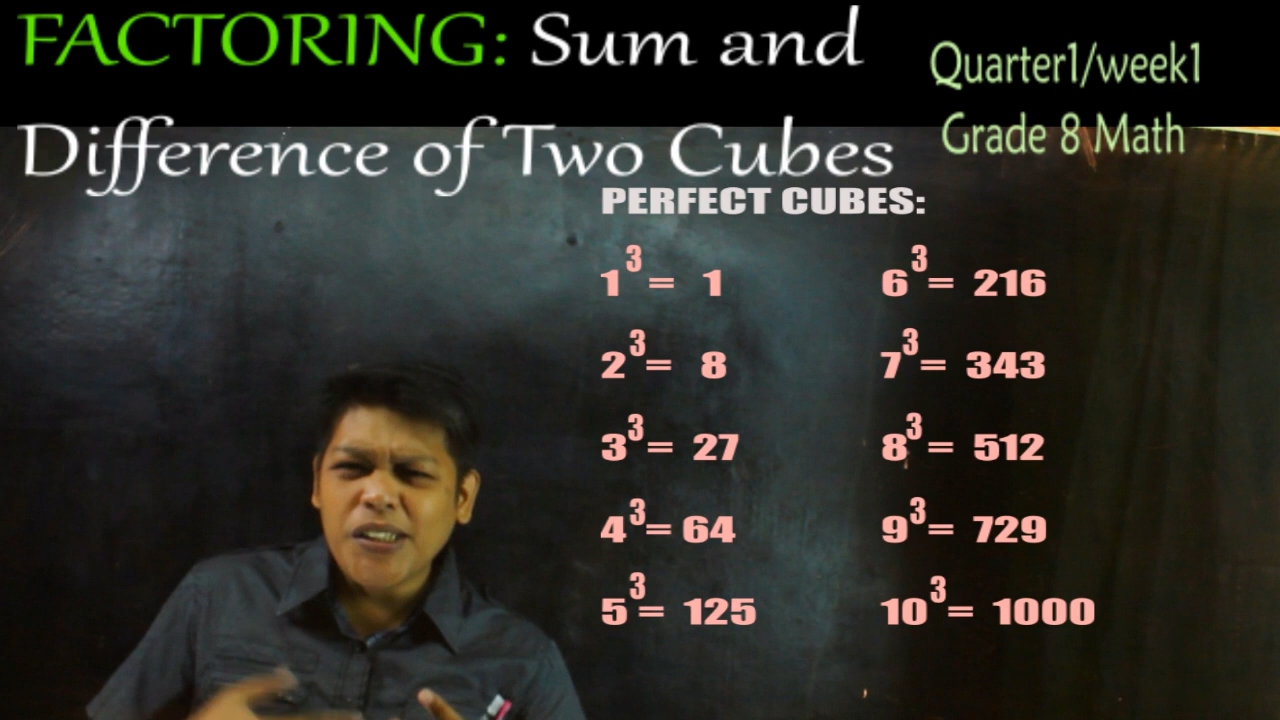 FACTORING: Sum and
Difference of Two Cubes
Quarter1/week1
Grade 8 Math
PERFECT CUBES:
1³ = 1
2³ = 8
3³ = 27
4³ = 64
5³ = 125
6³ = 216
7³ = 343
8³ = 512
9³ = 729
10³ = 1000